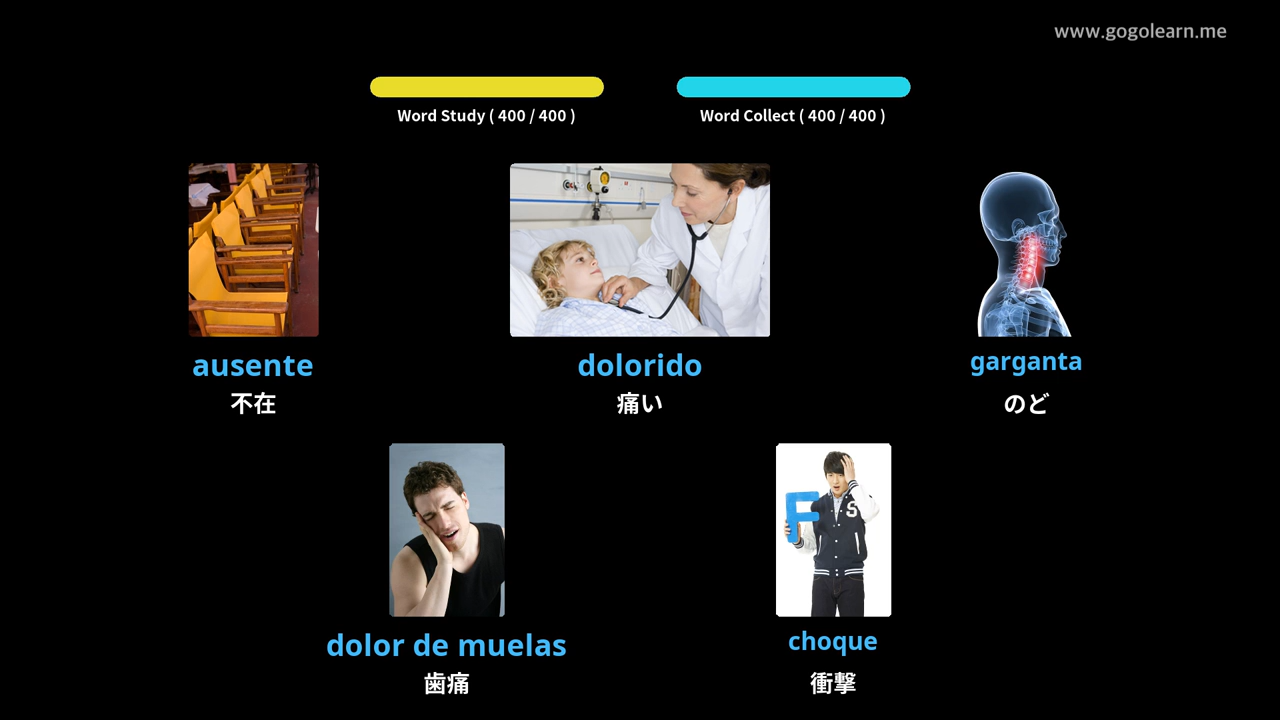 www.gogolearn.me
Word Study ( 400 / 400 )
Word Collect ( 400 / 400 )
ausente
不在
dolorido
痛い
garganta
のど
F
S
dolor de muelas
歯痛
choque
衝撃